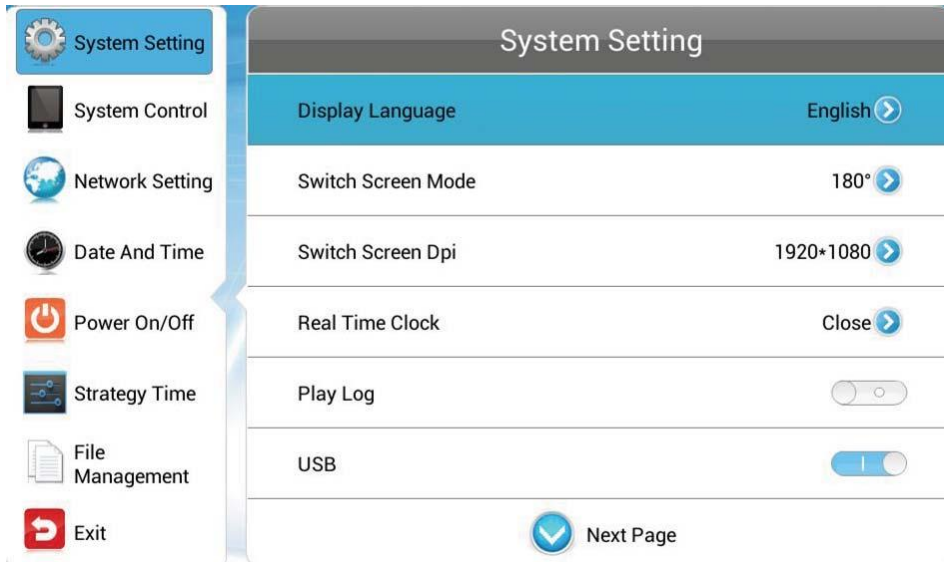 System Setting
System Control
Network Setting
Date And Time
Power On/Off
Strategy Time
File
Management
Exit
System Setting
Display Language English
Switch Screen Mode 180°
Switch Screen Dpi 1920*1080
Real Time Clock Close
Play Log
USB
Next Page